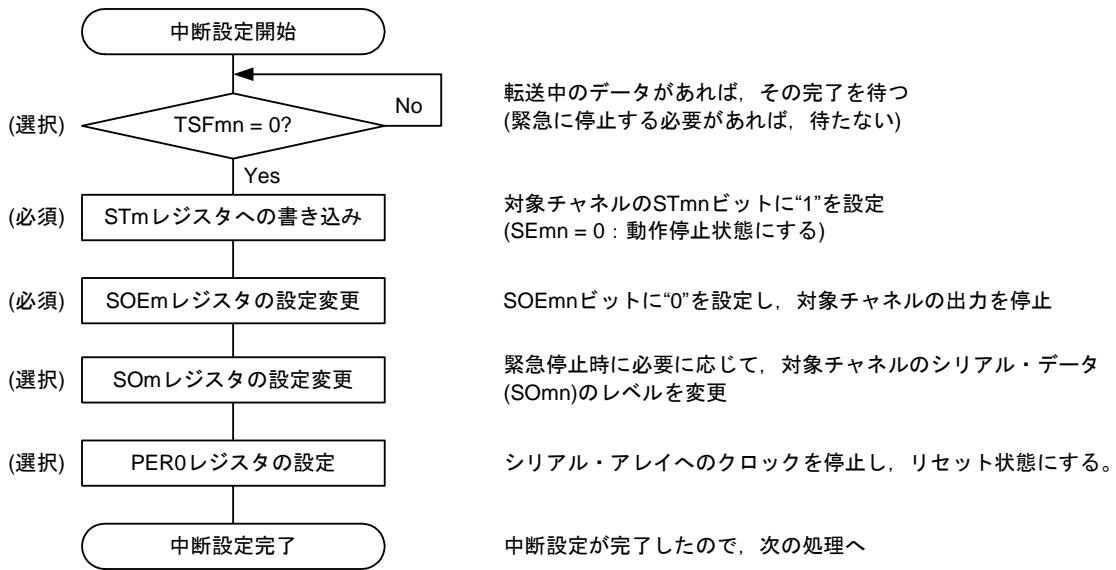 中断設定開始
No
(選択)
TSFmn = 0?
転送中のデータがあれば，その完了を待つ
(緊急に停止する必要があれば，待たない)
Yes
(必須)
STmレジスタへの書き込み
対象チャネルのSTmnビットに“1”を設定
(SEmn = 0：動作停止状態にする)
(必須)
SOEmレジスタの設定変更
SOEmnビットに“0”を設定し，対象チャネルの出力を停止
(選択)
SOmレジスタの設定変更
緊急停止時に必要に応じて，対象チャネルのシリアル・データ
(SOmn)のレベルを変更
(選択)
PER0レジスタの設定
シリアル・アレイへのクロックを停止し，リセット状態にする。
中断設定完了
中断設定が完了したので，次の処理へ